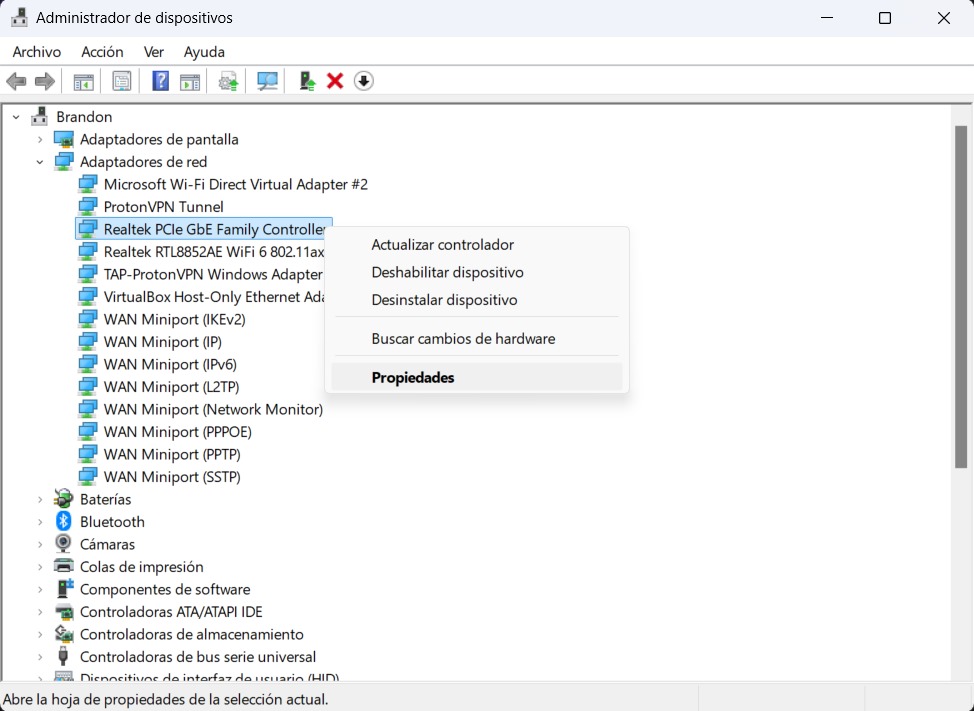 Administrador de dispositivos
Archivo Acción Ver Ayuda
Brandon
Adaptadores de pantalla
Adaptadores de red
Microsoft Wi-Fi Direct Virtual Adapter #2
ProtonVPN Tunnel
Realtek PCIe GbE Family Controller
Realtek RTL8852AE WiFi 6 802.11ax
TAP-ProtonVPN Windows Adapter
VirtualBox Host-Only Ethernet Ada
WAN Miniport (IKEv2)
WAN Miniport (IP)
WAN Miniport (IPv6)
WAN Miniport (L2TP)
WAN Miniport (Network Monitor)
WAN Miniport (PPPOE)
WAN Miniport (PPTP)
WAN Miniport (SSTP)
Baterías
Bluetooth
Cámaras
Colas de impresión
Componentes de software
Controladoras ATA/ATAPI IDE
Controladoras de almacenamiento
Controladoras de bus serie universal
Dispositivos de interfaz de usuario (HID)
Actualizar controlador
Deshabilitar dispositivo
Desinstalar dispositivo
Buscar cambios de hardware
Propiedades
Abre la hoja de propiedades de la selección actual.